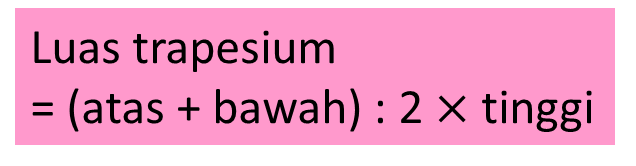 Luas trapesium
= (atas + bawah) : 2 × tinggi